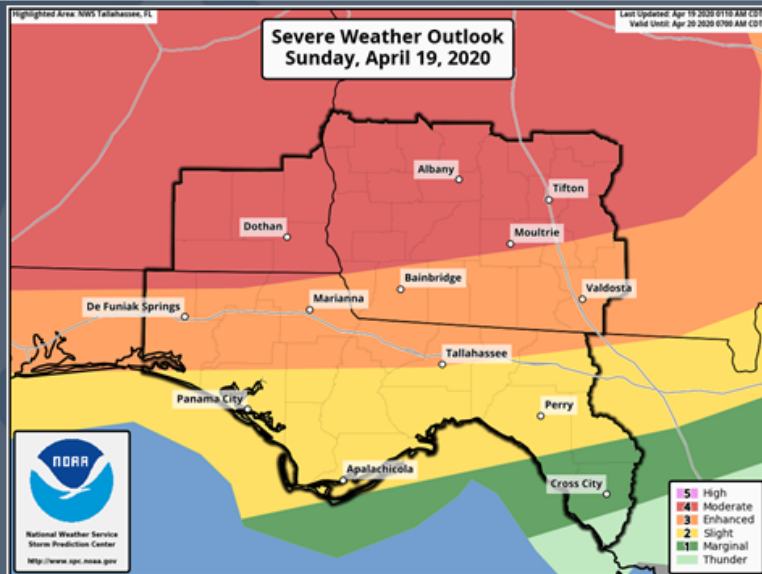 Highlighted Area: NWS Tallahassee, FL
Last Updated: Apr 19 2020 0110 AM CDT
Valid Until: Apr 20 2020 0700 AM CDT
Severe Weather Outlook
Sunday, April 19, 2020
Albany
Tifton
Dothan
Moultrie
Bainbridge
Valdosta
De Funiak Springs
Marianna
Tallahassee
Panama City
Perry
Apalachicola
Cross City
NOAA
National Weather Service
Storm Prediction Center
http://www.spc.noaa.gov
5 High
4 Moderate
3 Enhanced
2 Slight
1 Marginal
Thunder